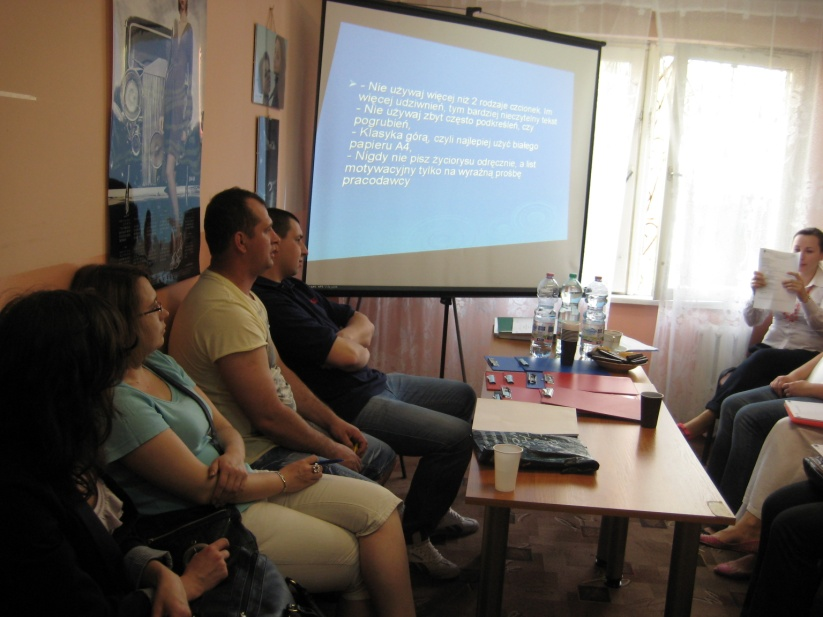 ➢ - Nie używaj więcej niż 2 rodzaje czcionek. Im
więcej udziwnień, tym bardziej nieczytelny tekst
- Nie używaj zbyt często podkreśleń, czy
pogrubień,
- Klasyka górą, czyli najlepiej użyć białego
papieru A4,
- Nigdy nie pisz życiorysu odręcznie, a list
motywacyjny tylko na wyraźną prośbę
pracodawcy